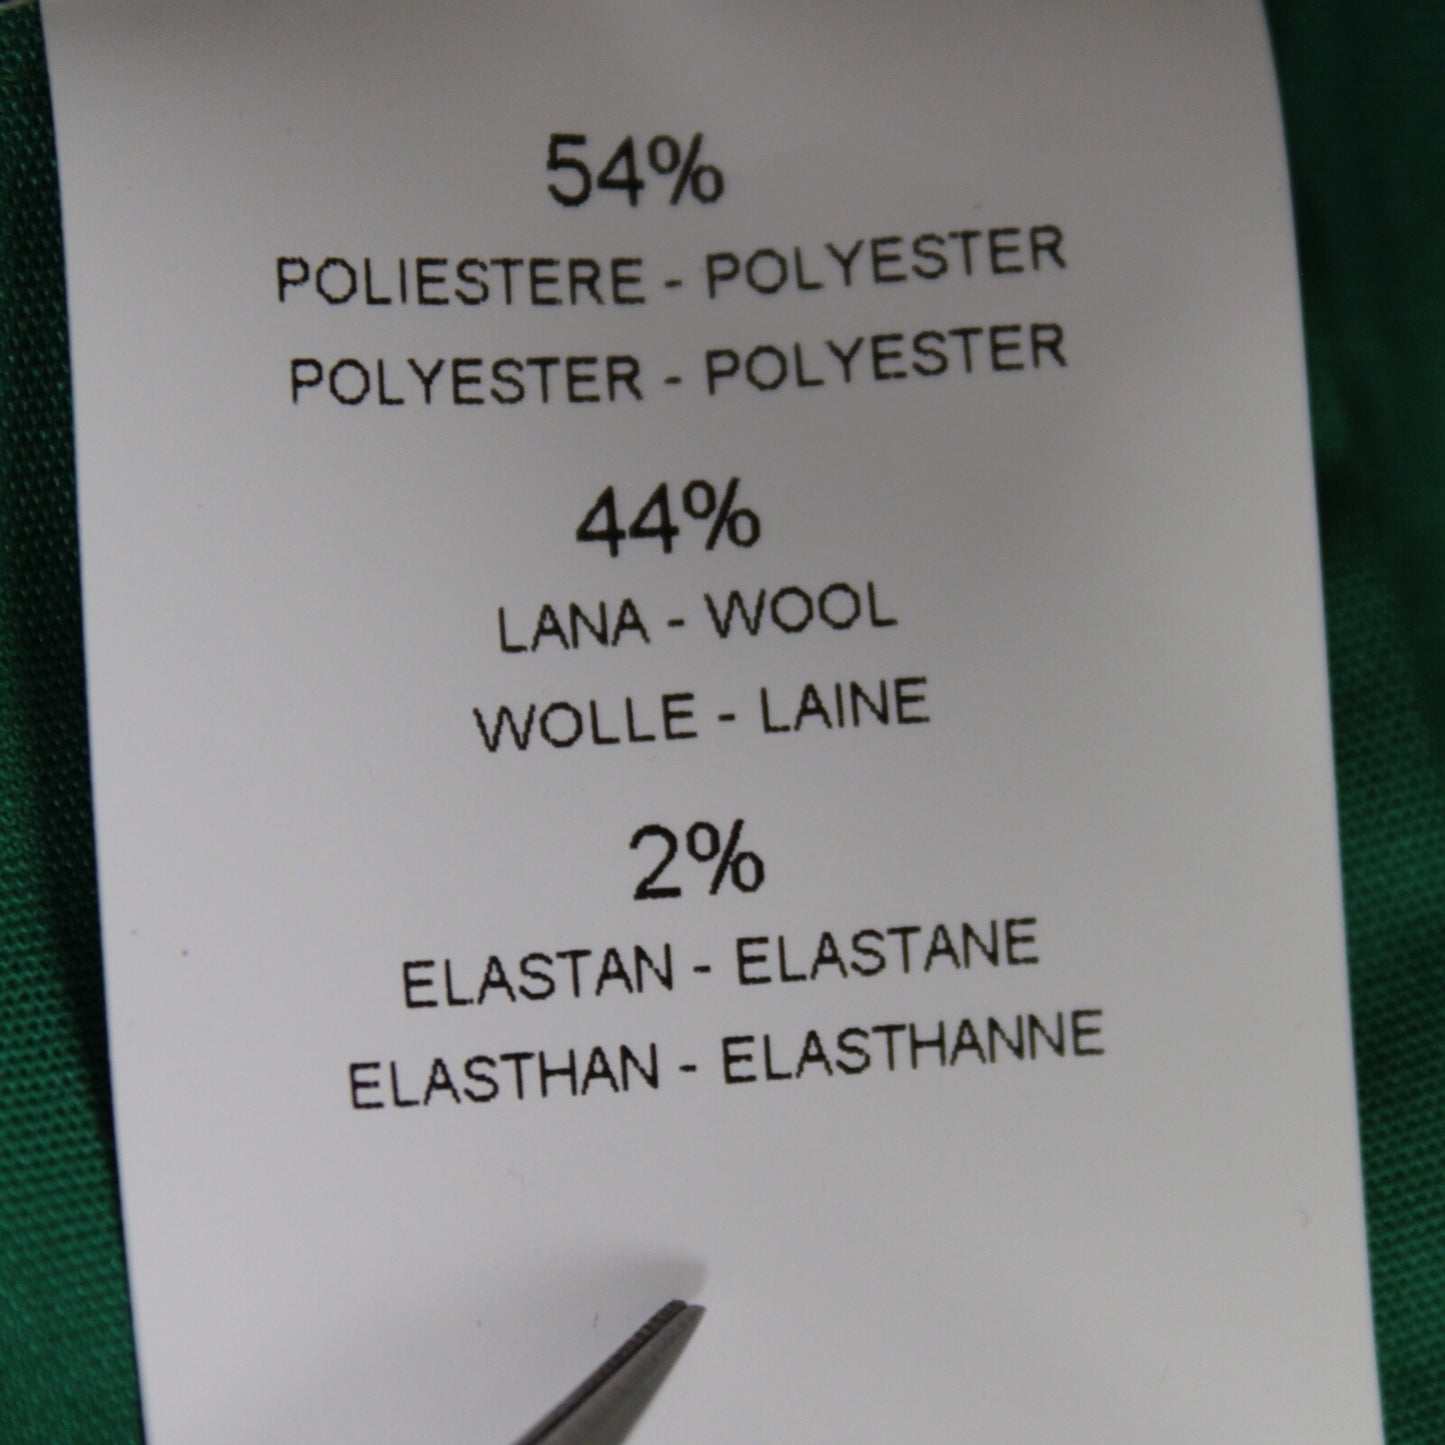 54%
POLIESTERE - POLYESTER
POLYESTER - POLYESTER
44%
LANA - WOOL
WOLLE - LAINE
2%
ELASTAN - ELASTANE
ELASTHAN - ELASTHANNE